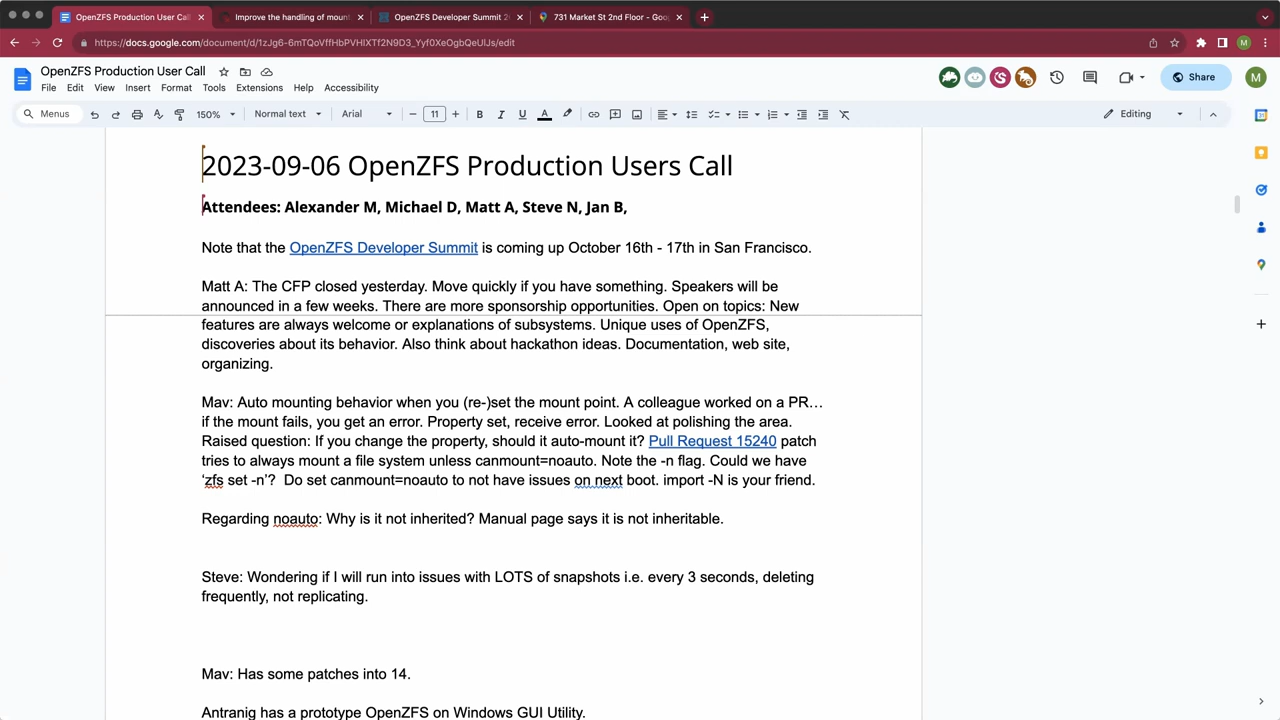 OpenZFS Production User Cal
Improve the handling of moun
OpenZFS Developer Summit 2
731 Market St 2nd Floor - Goo
https://docs.google.com/document/d/1zJg6-6mTQoVffHbPVHIXTf2N9D3_Yyf0XeOgbQeUlJs/edit
M
OpenZFS Production User Call
File Edit View Insert Format Tools Extensions Help Accessibility
Share
M
Menus
150%
Normal text
Arial
11
B I U A
Editing
2023-09-06 OpenZFS Production Users Call
Attendees: Alexander M, Michael D, Matt A, Steve N, Jan B,
Note that the OpenZFS Developer Summit is coming up October 16th - 17th in San Francisco.
Matt A: The CFP closed yesterday. Move quickly if you have something. Speakers will be
announced in a few weeks. There are more sponsorship opportunities. Open on topics: New
features are always welcome or explanations of subsystems. Unique uses of OpenZFS,
discoveries about its behavior. Also think about hackathon ideas. Documentation, web site,
organizing.
Mav: Auto mounting behavior when you (re-)set the mount point. A colleague worked on a PR…
if the mount fails, you get an error. Property set, receive error. Looked at polishing the area.
Raised question: If you change the property, should it auto-mount it? Pull Request 15240 patch
tries to always mount a file system unless canmount=noauto. Note the -n flag. Could we have
‘zfs set -n’?  Do set canmount=noauto to not have issues on next boot. import -N is your friend.
Regarding noauto: Why is it not inherited? Manual page says it is not inheritable.
Steve: Wondering if I will run into issues with LOTS of snapshots i.e. every 3 seconds, deleting
frequently, not replicating.
Mav: Has some patches into 14.
Antranig has a prototype OpenZFS on Windows GUI Utility.